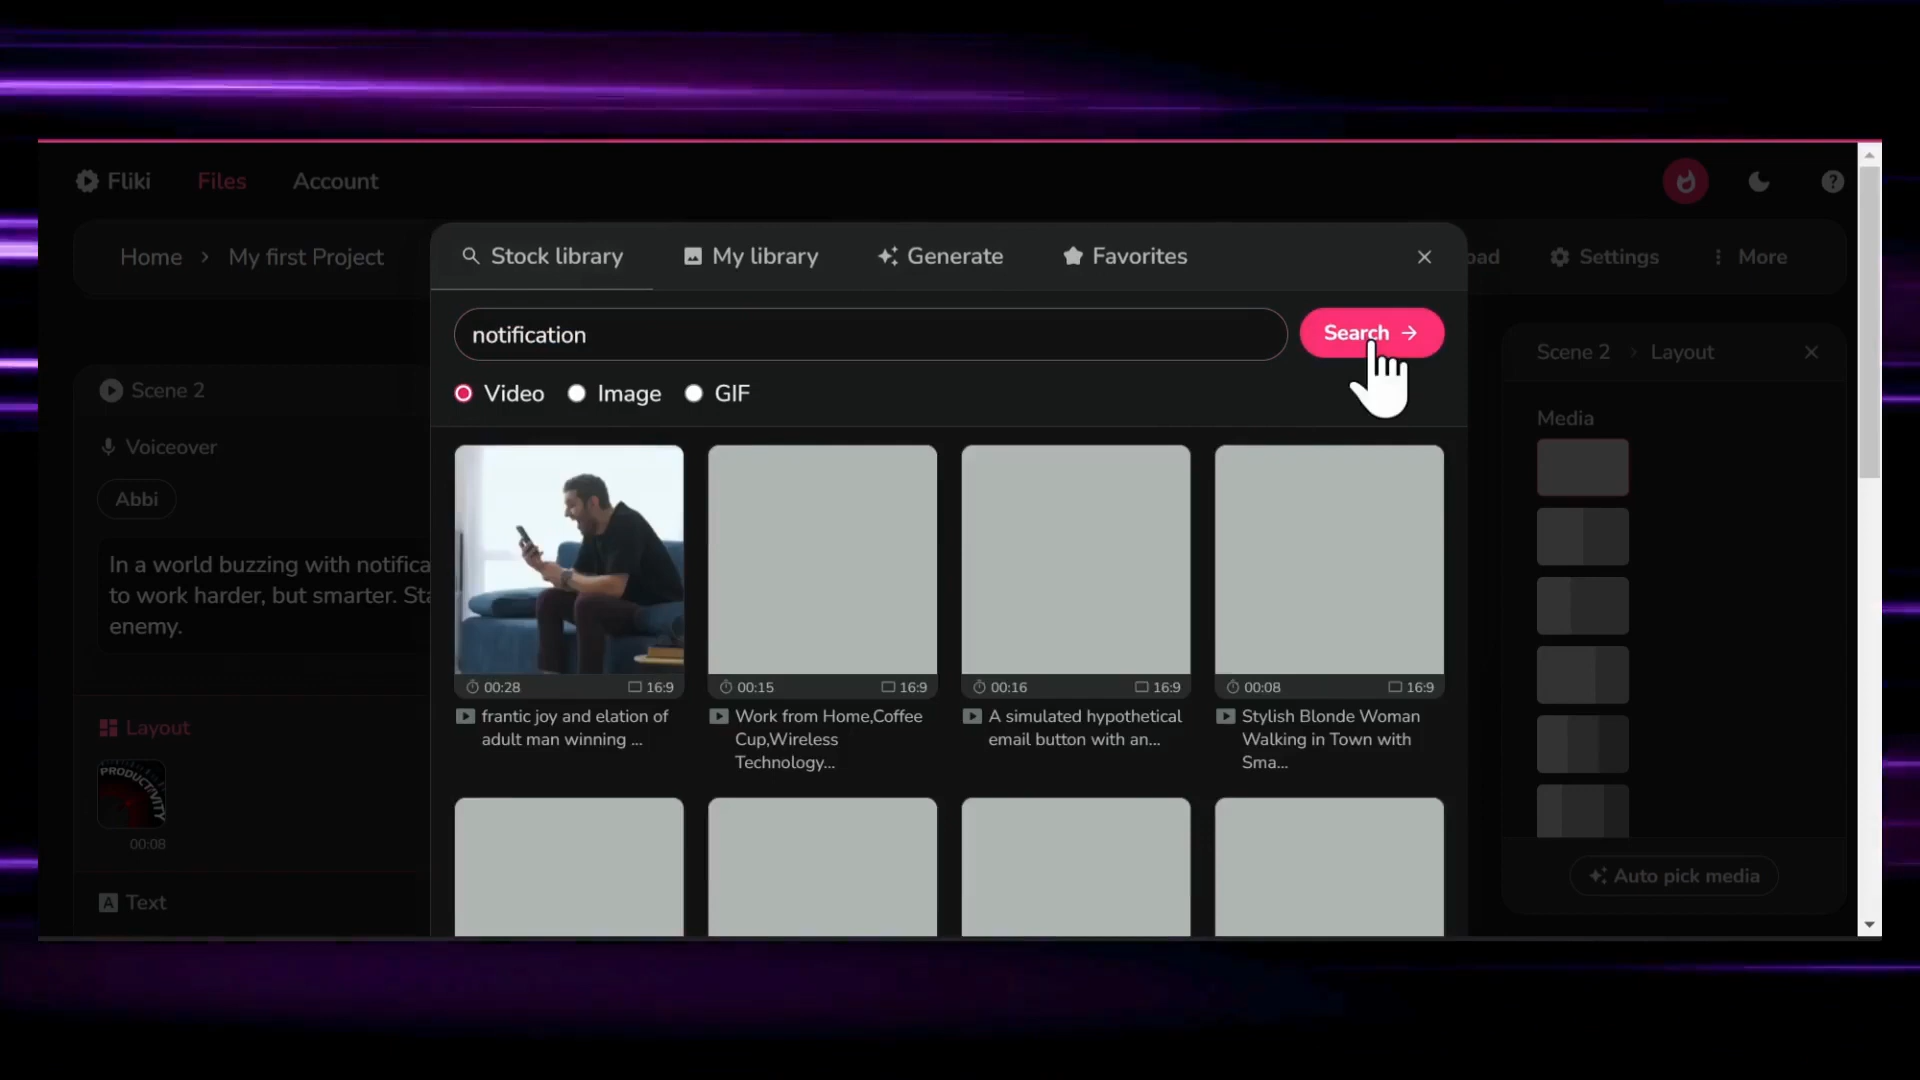 Fliki
Files
Account
Home > My first Project
Stock library
My library
Generate
Favorites
oad
Settings
More
notification
Search →
Video
Image
GIF
Scene 2
Voiceover
Abbi
In a world buzzing with notifica
to work harder, but smarter. Sta
enemy.
Layout
PRODUCTIVITY
00:08
Text
00:28
16:9
frantic joy and elation of
adult man winning ...
00:15
16:9
Work from Home,Coffee
Cup,Wireless
Technology...
00:16
16:9
A simulated hypothetical
email button with an...
00:08
16:9
Stylish Blonde Woman
Walking in Town with
Sma...
Scene 2 > Layout
Media
Auto pick media